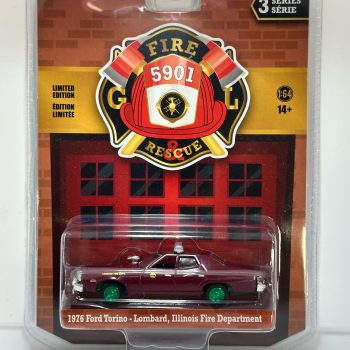 3 SERIES
SÉRIE
FIRE
5901
G L
&
RESCUE
LIMITED
EDITION
ÉDITION
LIMITÉE
1:64
14+
1976 Ford Torino - Lombard, Illinois Fire Department